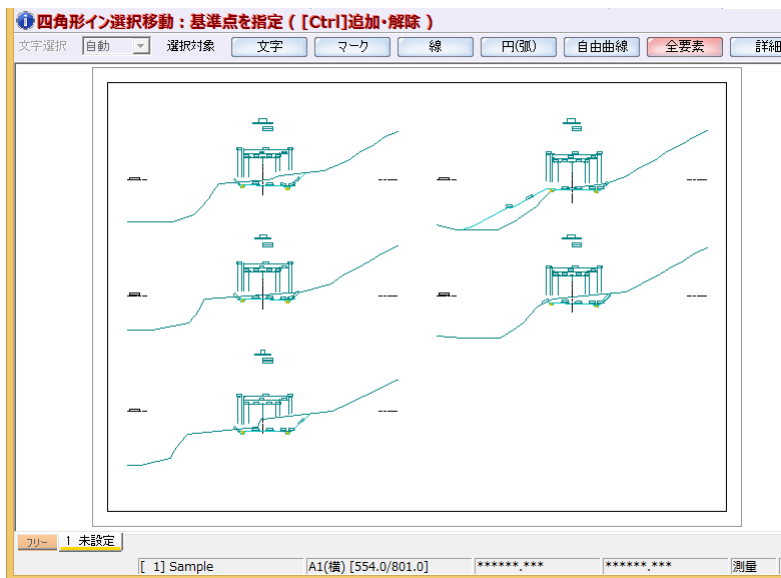 四角形イン選択移動：基準点を指定 ( [Ctrl]追加・解除 )
文字選択 自動 選択対象 文字 マーク 線 円(弧) 自由曲線 全要素 詳細
フリー 1 未設定
[ 1] Sample A1(横) [554.0/801.0] ******.*** ******.*** 測量